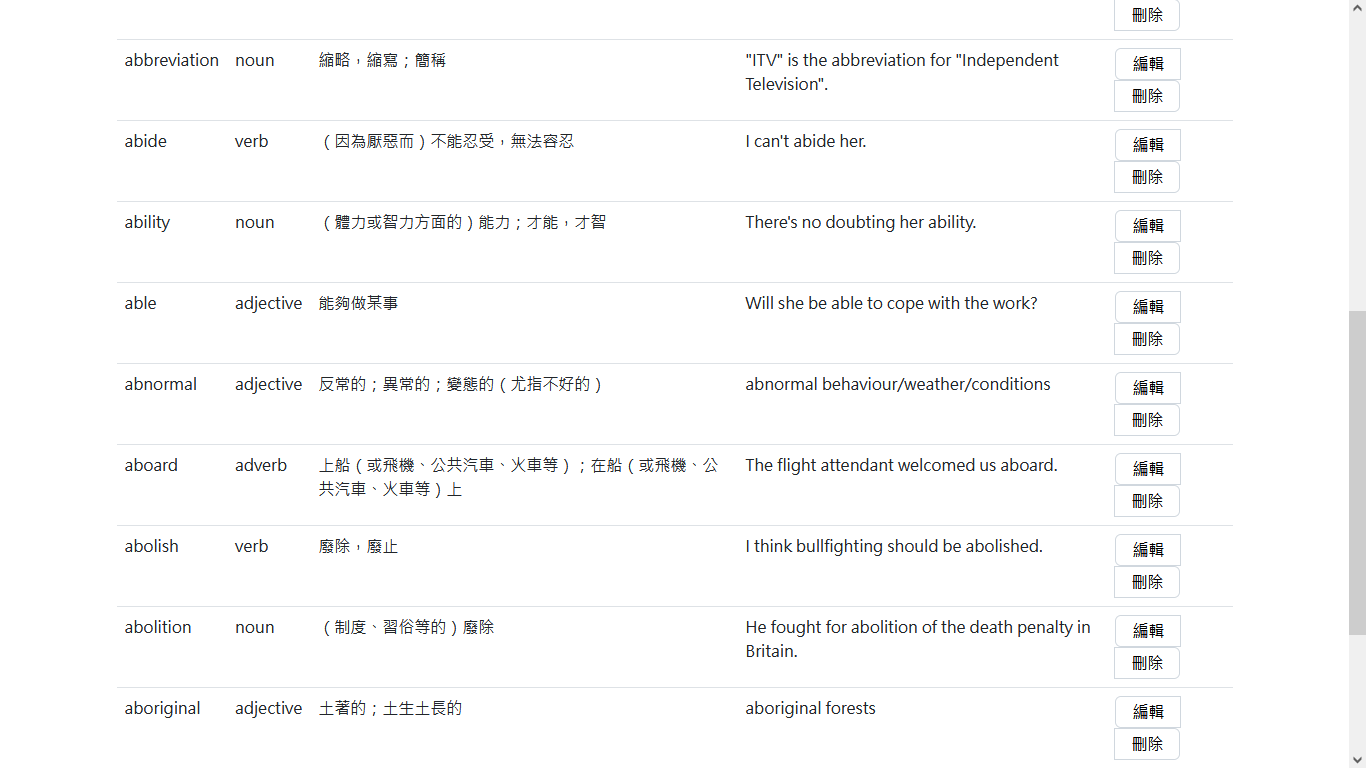 刪除
abbreviation noun 縮略，縮寫；簡稱 "ITV" is the abbreviation for "Independent 編輯
Television".
刪除
abide verb （因為厭惡而）不能忍受，無法容忍 I can't abide her. 編輯
刪除
ability noun （體力或智力方面的）能力；才能，才智 There's no doubting her ability. 編輯
刪除
able adjective 能夠做某事 Will she be able to cope with the work? 編輯
刪除
abnormal adjective 反常的；異常的；變態的（尤指不好的） abnormal behaviour/weather/conditions 編輯
刪除
aboard adverb 上船（或飛機、公共汽車、火車等）；在船（或飛機、公 The flight attendant welcomed us aboard. 編輯
共汽車、火車等）上
刪除
abolish verb 廢除，廢止 I think bullfighting should be abolished. 編輯
刪除
abolition noun （制度、習俗等的）廢除 He fought for abolition of the death penalty in 編輯
Britain.
刪除
aboriginal adjective 土著的；土生土長的 aboriginal forests 編輯
刪除